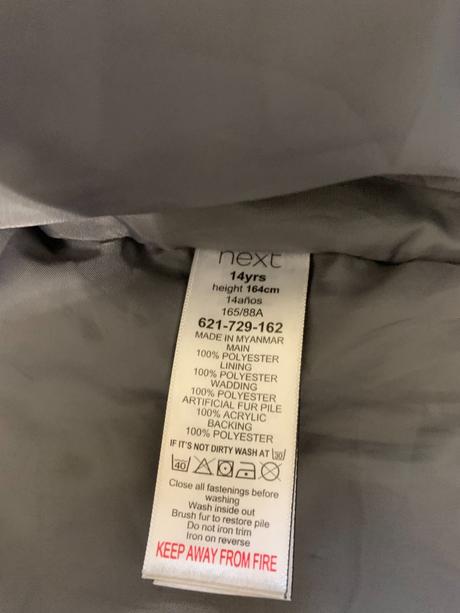 next
14yrs
height 164cm
14años
165/88A
621-729-162
MADE IN MYANMAR
MAIN
100% POLYESTER
LINING
100% POLYESTER
WADDING
100% POLYESTER
ARTIFICIAL FUR PILE
100% ACRYLIC
BACKING
100% POLYESTER
IF IT'S NOT DIRTY WASH AT 30
40
Close all fastenings before
washing
Wash inside out
Brush fur to restore pile
Do not iron trim
Iron on reverse
KEEP AWAY FROM FIRE